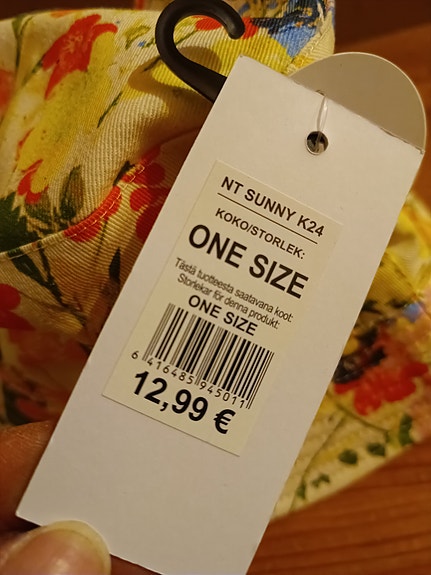 NT SUNNY K24
KOKO/STORLEK:
ONE SIZE
Tästä tuotteesta saatavana koot:
Storlekar för denna produkt:
ONE SIZE
6 416485 945011
12,99 €